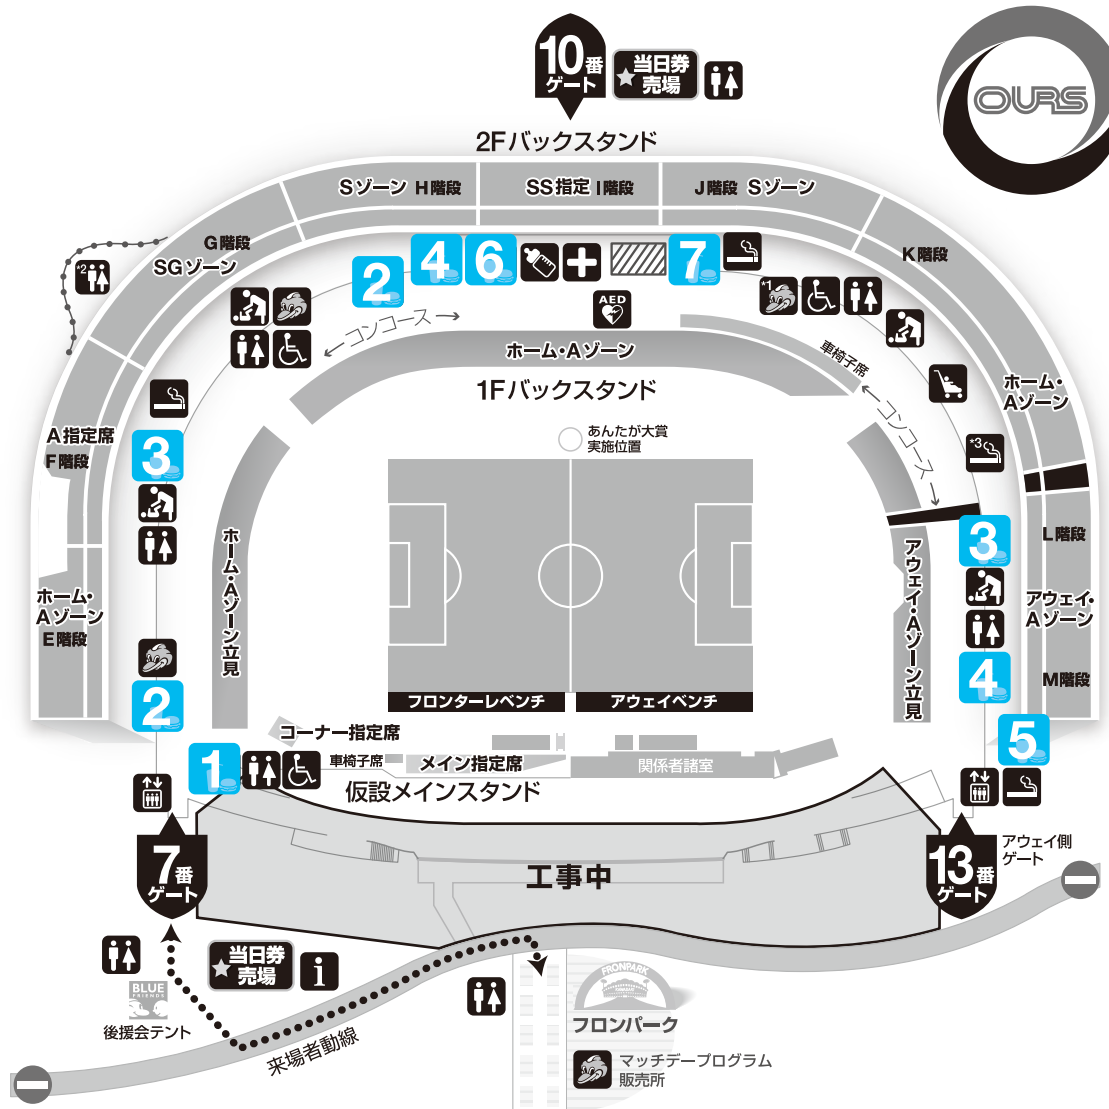 10番
ゲート
★当日券
売場
OURS
2Fバックスタンド
Sゾーン H階段
SS指定 I階段
J階段 Sゾーン
G階段
SGゾーン
K階段
*2
2
4
6
7
*1
AED
←コンコース→
ホーム・Aゾーン
車椅子席
1Fバックスタンド
ホーム・
Aゾーン
←コンコース→
あんたが大賞
実施位置
A指定席
F階段
3
*3
L階段
3
ホーム・Aゾーン立見
アウェイ・Aゾーン立見
ホーム・
Aゾーン
E階段
アウェイ・
Aゾーン
M階段
2
4
フロンターレベンチ
アウェイベンチ
コーナー指定席
5
1
車椅子席
メイン指定席
関係者諸室
仮設メインスタンド
7番
ゲート
工事中
13番
ゲート
アウェイ側
ゲート
★当日券
売場
i
BLUE
FRIENDS
後援会テント
来場者動線
FRONPARK
フロンパーク
マッチデープログラム
販売所